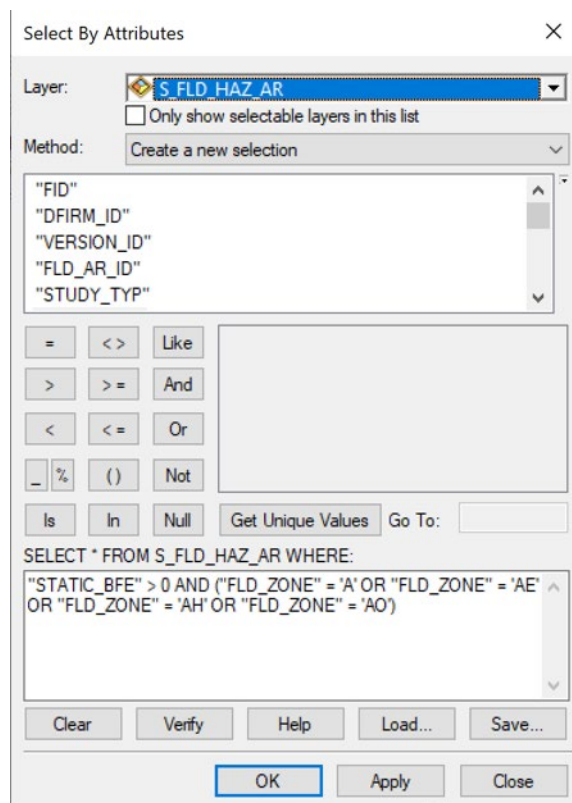 Select By Attributes
Layer: S_FLD_HAZ_AR
Only show selectable layers in this list
Method: Create a new selection
"FID"
"DFIRM_ID"
"VERSION_ID"
"FLD_AR_ID"
"STUDY_TYP"
= <> Like
> >= And
< <= Or
_ % () Not
Is In Null Get Unique Values Go To:
SELECT * FROM S_FLD_HAZ_AR WHERE:
"STATIC_BFE" > 0 AND ("FLD_ZONE" = 'A' OR "FLD_ZONE" = 'AE'
OR "FLD_ZONE" = 'AH' OR "FLD_ZONE" = 'AO')
Clear Verify Help Load... Save...
OK Apply Close